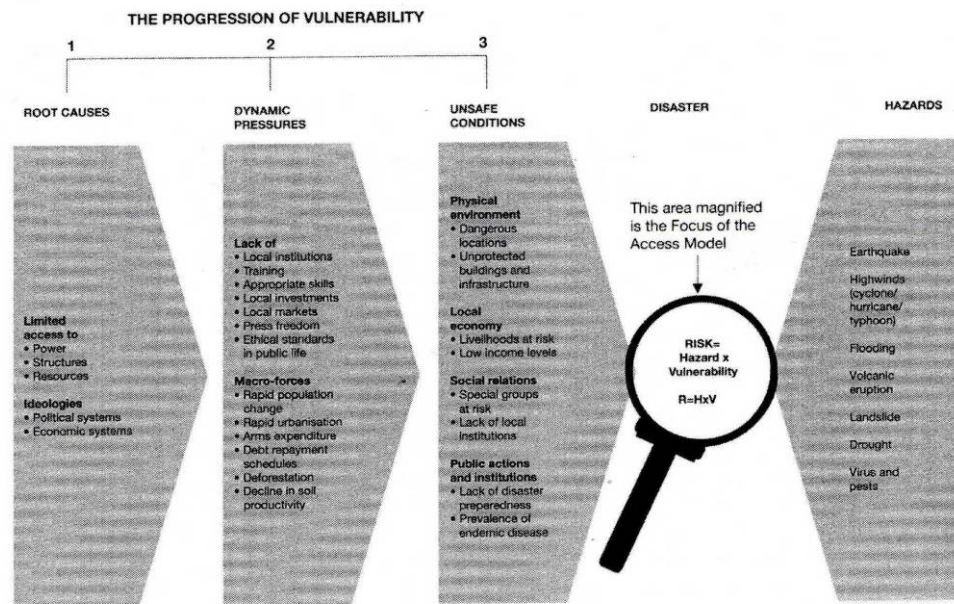 THE PROGRESSION OF VULNERABILITY
1
2
3
ROOT CAUSES
Limited
access to
• Power
• Structures
• Resources
Ideologies
• Political systems
• Economic systems
DYNAMIC
PRESSURES
Lack of
• Local institutions
• Training
• Appropriate skills
• Local investments
• Local markets
• Press freedom
• Ethical standards
in public life
Macro-forces
• Rapid population
change
• Rapid urbanisation
• Arms expenditure
• Debt repayment
schedules
• Deforestation
• Decline in soil
productivity
UNSAFE
CONDITIONS
Physical
environment
• Dangerous
locations
• Unprotected
buildings and
infrastructure
Local
economy
• Livelihoods at risk
• Low income levels
Social relations
• Special groups
at risk
• Lack of local
institutions
Public actions
and institutions
• Lack of disaster
preparedness
• Prevalence of
endemic disease
DISASTER
This area magnified
is the Focus of the
Access Model
RISK=
Hazard x
Vulnerability
R=HxV
HAZARDS
Earthquake
Highwinds
(cyclone/
hurricane/
typhoon)
Flooding
Volcanic
eruption
Landslide
Drought
Virus and
pests